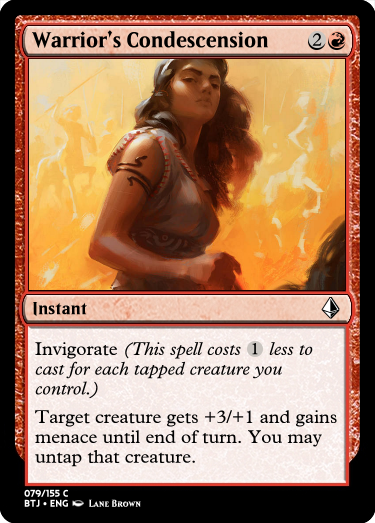 Warrior's Condescension 2
Instant
Invigorate (This spell costs 1 less to
cast for each tapped creature you
control.)
Target creature gets +3/+1 and gains
menace until end of turn. You may
untap that creature.
079/155 C
BTJ • ENG Lane Brown